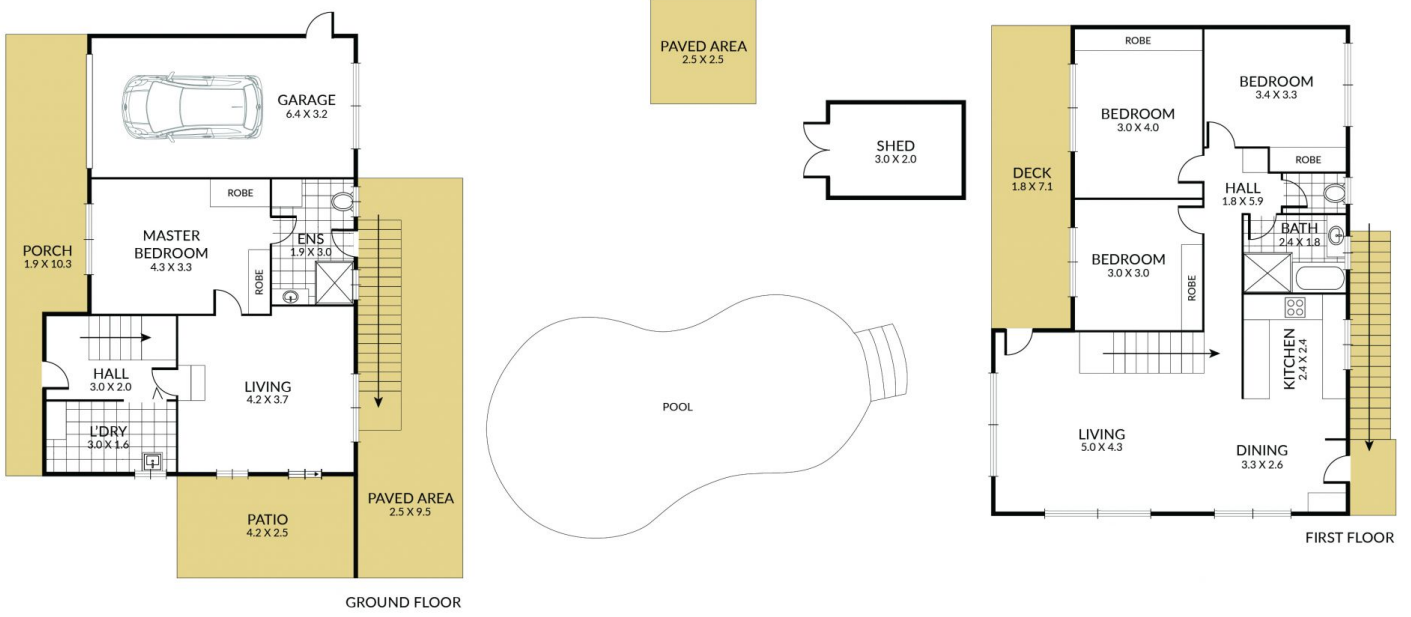 GARAGE
6.4 X 3.2
ROBE
MASTER
BEDROOM
4.3 X 3.3
ENS
1.9 X 3.0
ROBE
PORCH
1.9 X 10.3
HALL
3.0 X 2.0
LIVING
4.2 X 3.7
L'DRY
3.0 X 1.6
PATIO
4.2 X 2.5
PAVED AREA
2.5 X 9.5
GROUND FLOOR
PAVED AREA
2.5 X 2.5
SHED
3.0 X 2.0
POOL
ROBE
BEDROOM
3.4 X 3.3
BEDROOM
3.0 X 4.0
ROBE
DECK
1.8 X 7.1
HALL
1.8 X 5.9
BATH
2.4 X 1.8
BEDROOM
3.0 X 3.0
ROBE
KITCHEN
2.4 X 2.4
LIVING
5.0 X 4.3
DINING
3.3 X 2.6
FIRST FLOOR